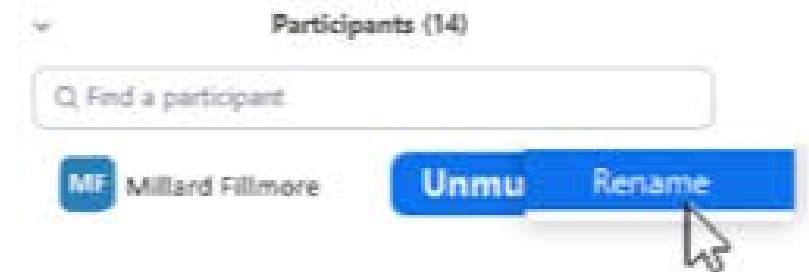 Participants (14)
Find a participant
MF Millard Fillmore Unmu Rename